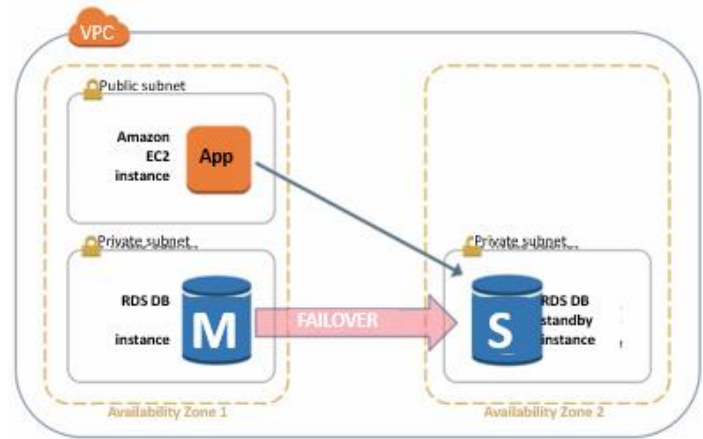 VPC
Public subnet
Amazon
EC2
instance
App
Private subnet
RDS DB
instance
M
FAILOVER
Private subnet
S
RDS DB
standby
instance
Availability Zone 1
Availability Zone 2